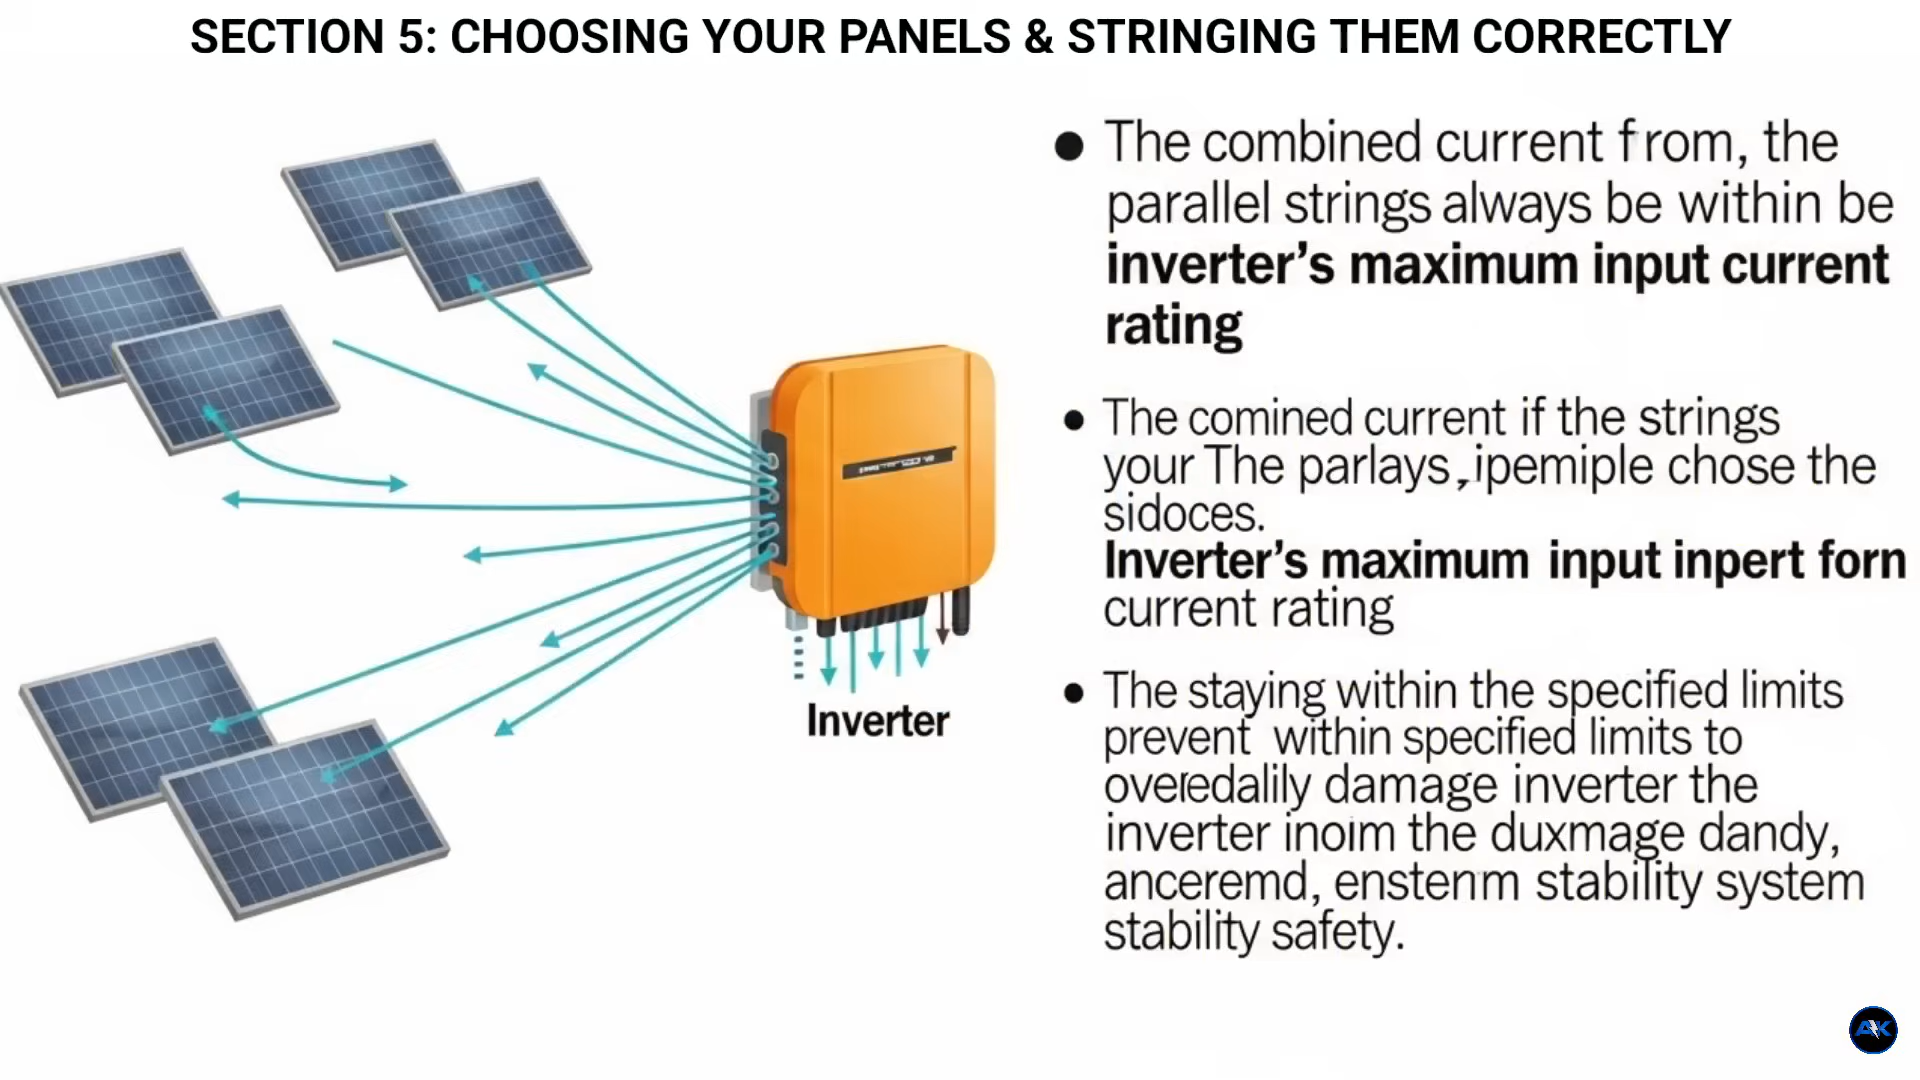 SECTION 5: CHOOSING YOUR PANELS & STRINGING THEM CORRECTLY
● The combined current from, the
parallel strings always be within be
inverter's maximum input current
rating
● The comined current if the strings
your The parlays, ipemiple chose the
sidoces.
Inverter's maximum input inpert forn
current rating
● The staying within the specified limits
prevent within specified limits to
overedalily damage inverter the
inverter inoim the duxmage dandy,
anceremd, enstenm stability system
stability safety.
Inverter
AK